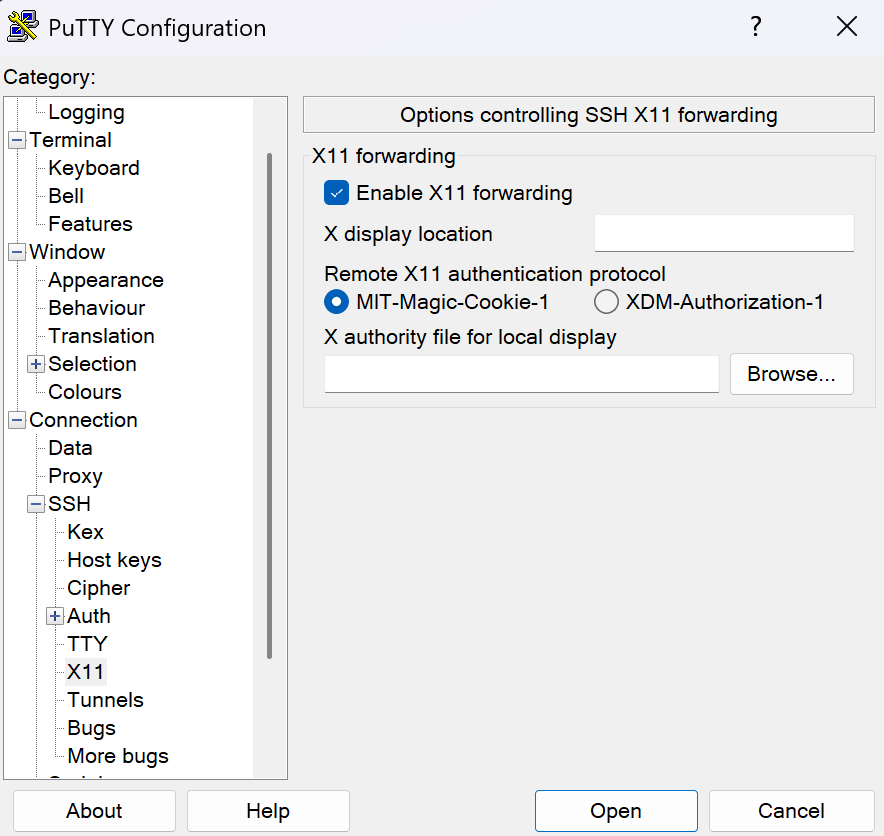 PuTTY Configuration
?
Category:
Logging
Terminal
Keyboard
Bell
Features
Window
Appearance
Behaviour
Translation
Selection
Colours
Connection
Data
Proxy
SSH
Kex
Host keys
Cipher
Auth
TTY
X11
Tunnels
Bugs
More bugs
Options controlling SSH X11 forwarding
X11 forwarding
Enable X11 forwarding
X display location
Remote X11 authentication protocol
MIT-Magic-Cookie-1 XDM-Authorization-1
X authority file for local display
Browse...
About Help Open Cancel